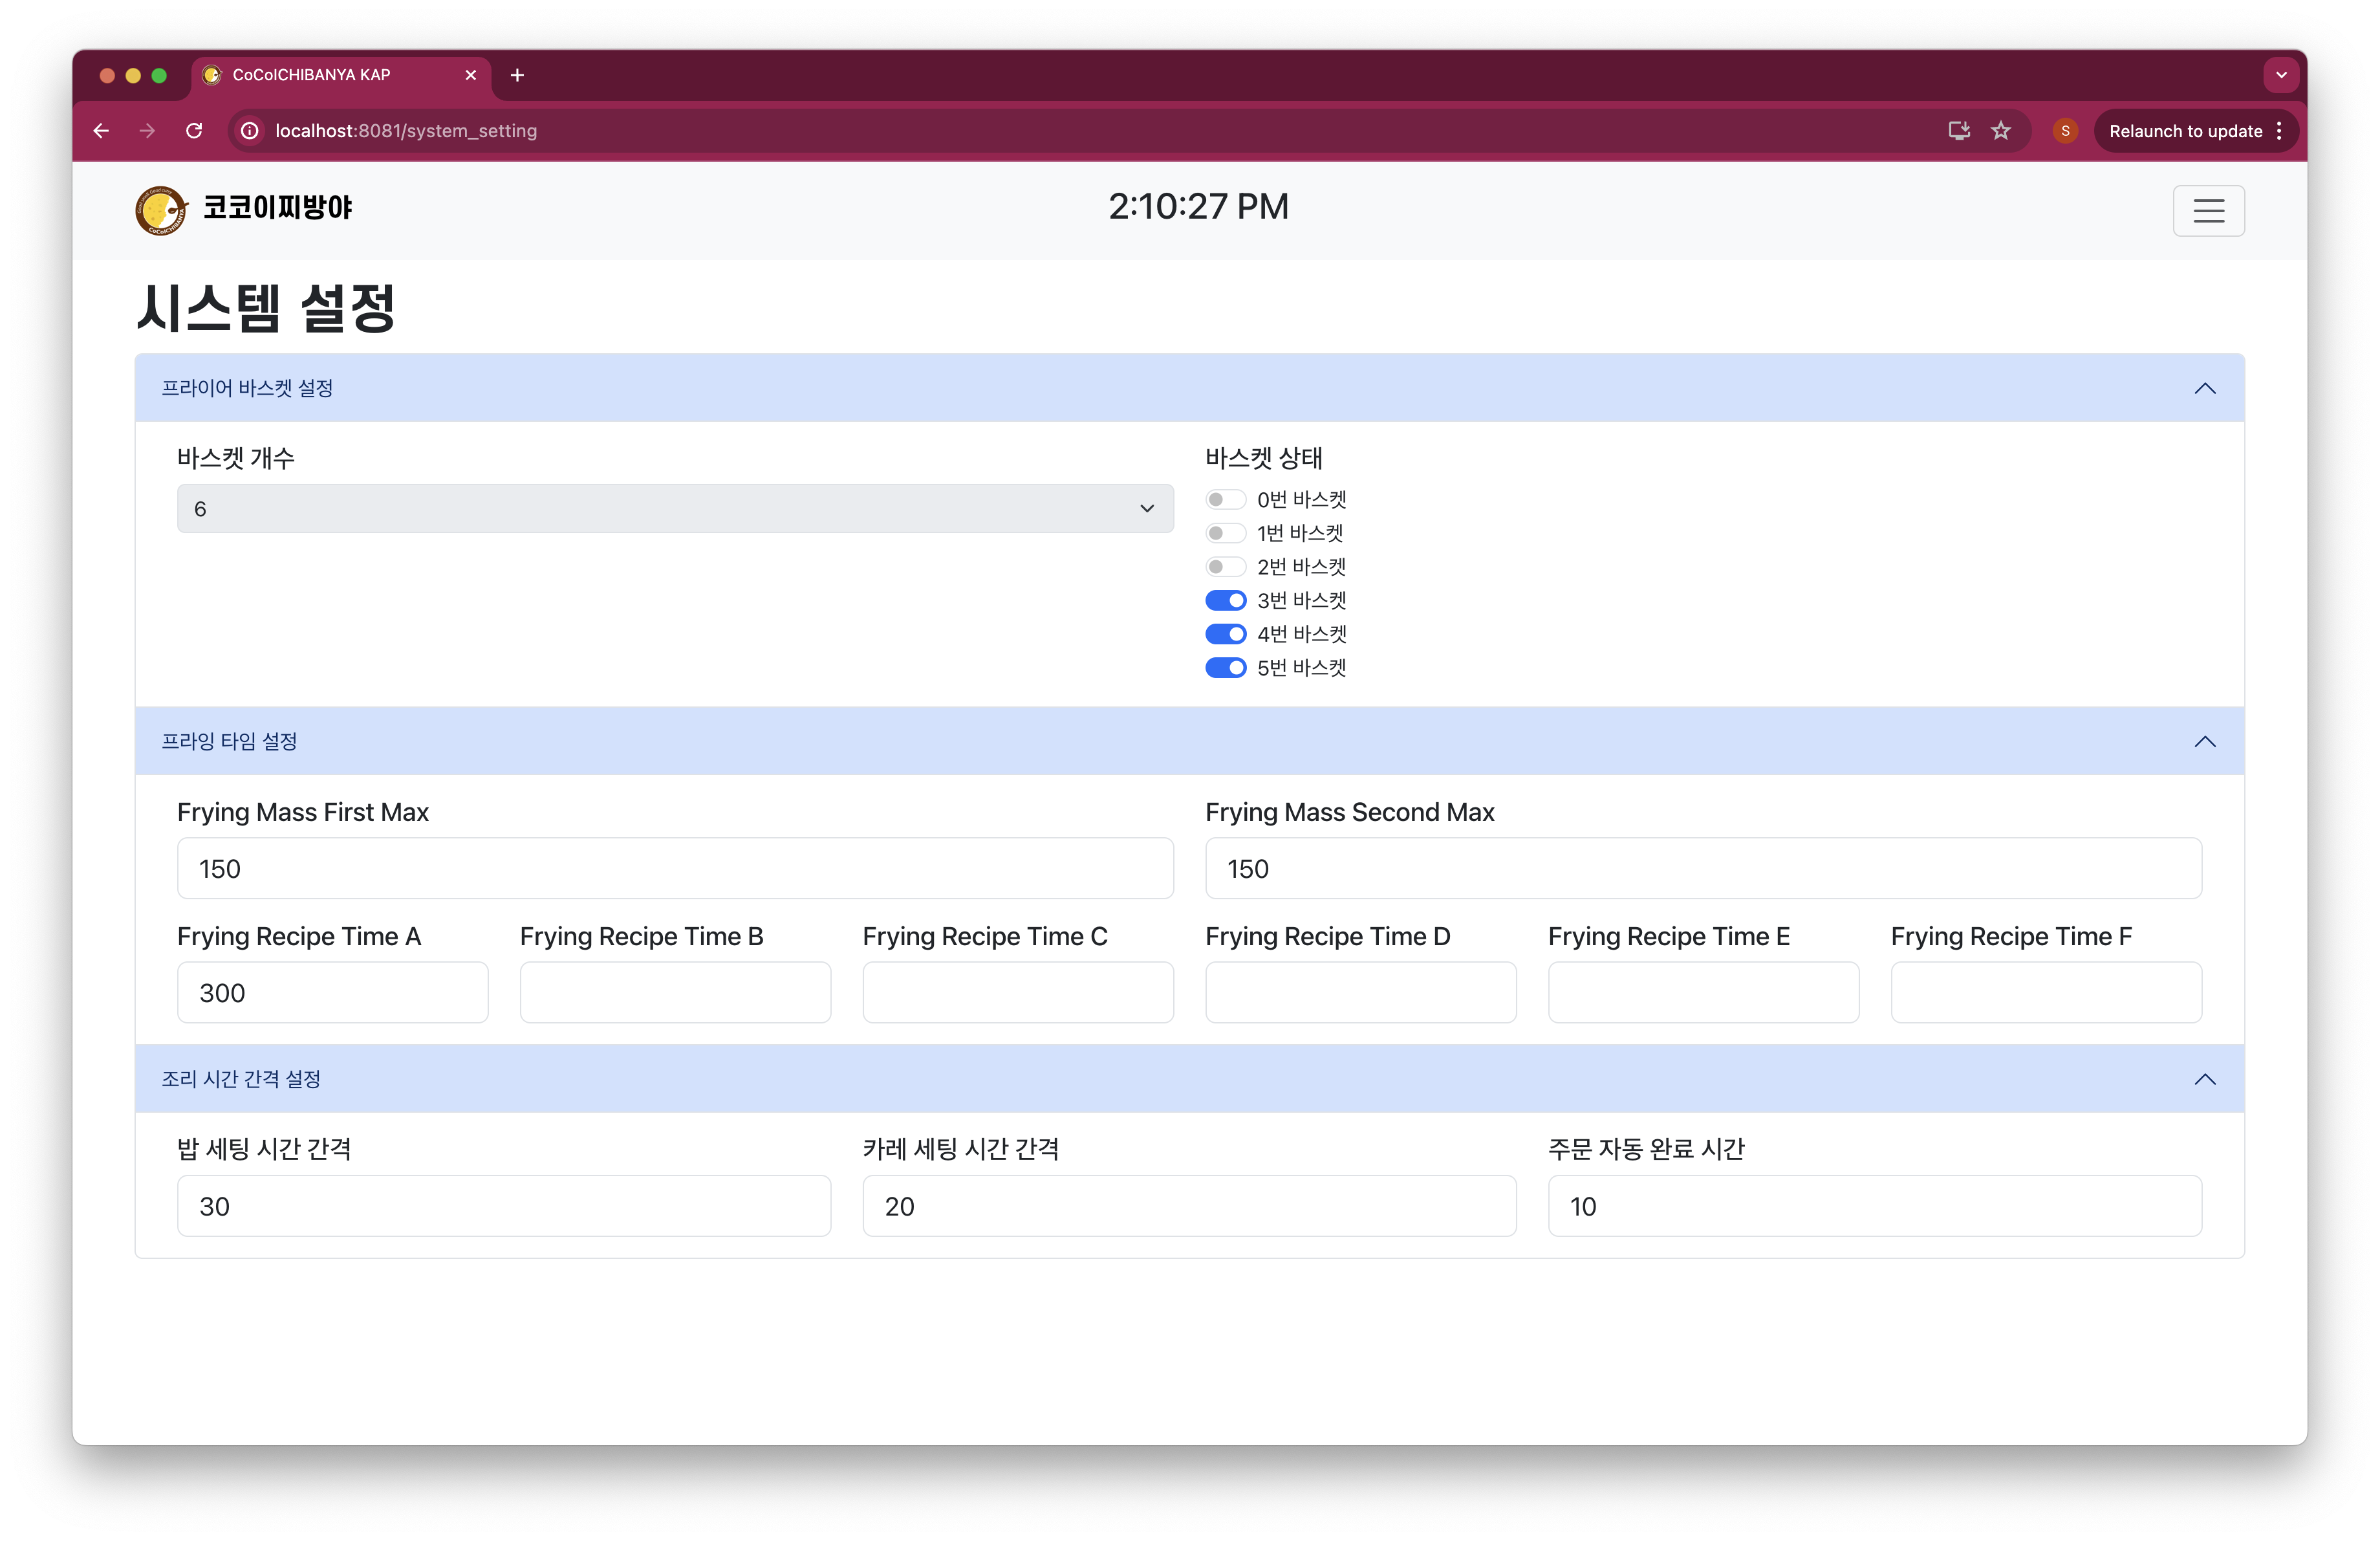 CoCoICHIBANYA KAP
localhost:8081/system_setting
S
Relaunch to update
코코이찌방야
2:10:27 PM
시스템 설정
프라이어 바스켓 설정
바스켓 개수
6
바스켓 상태
0번 바스켓
1번 바스켓
2번 바스켓
3번 바스켓
4번 바스켓
5번 바스켓
프라잉 타임 설정
Frying Mass First Max
150
Frying Mass Second Max
150
Frying Recipe Time A
300
Frying Recipe Time B
Frying Recipe Time C
Frying Recipe Time D
Frying Recipe Time E
Frying Recipe Time F
조리 시간 간격 설정
밥 세팅 시간 간격
30
카레 세팅 시간 간격
20
주문 자동 완료 시간
10